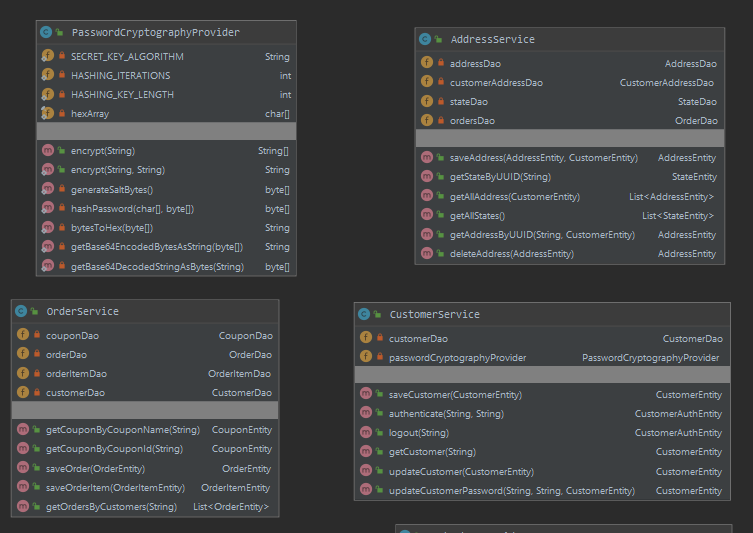 PasswordCryptographyProvider
SECRET_KEY_ALGORITHM String
HASHING_ITERATIONS int
HASHING_KEY_LENGTH int
hexArray char[]
encrypt(String) String[]
encrypt(String, String) String
generateSaltBytes() byte[]
hashPassword(char[], byte[]) byte[]
bytesToHex(byte[]) String
getBase64EncodedBytesAsString(byte[]) String
getBase64DecodedStringAsBytes(String) byte[]
AddressService
addressDao AddressDao
customerAddressDao CustomerAddressDao
stateDao StateDao
ordersDao OrderDao
saveAddress(AddressEntity, CustomerEntity) AddressEntity
getStateByUUID(String) StateEntity
getAllAddress(CustomerEntity) List<AddressEntity>
getAllStates() List<StateEntity>
getAddressByUUID(String, CustomerEntity) AddressEntity
deleteAddress(AddressEntity) AddressEntity
OrderService
couponDao CouponDao
orderDao OrderDao
orderItemDao OrderItemDao
customerDao CustomerDao
getCouponByCouponName(String) CouponEntity
getCouponByCouponId(String) CouponEntity
saveOrder(OrderEntity) OrderEntity
saveOrderItem(OrderItemEntity) OrderItemEntity
getOrdersByCustomers(String) List<OrderEntity>
CustomerService
customerDao CustomerDao
passwordCryptographyProvider PasswordCryptographyProvider
saveCustomer(CustomerEntity) CustomerEntity
authenticate(String, String) CustomerAuthEntity
logout(String) CustomerAuthEntity
getCustomer(String) CustomerEntity
updateCustomer(CustomerEntity) CustomerEntity
updateCustomerPassword(String, String, CustomerEntity) CustomerEntity